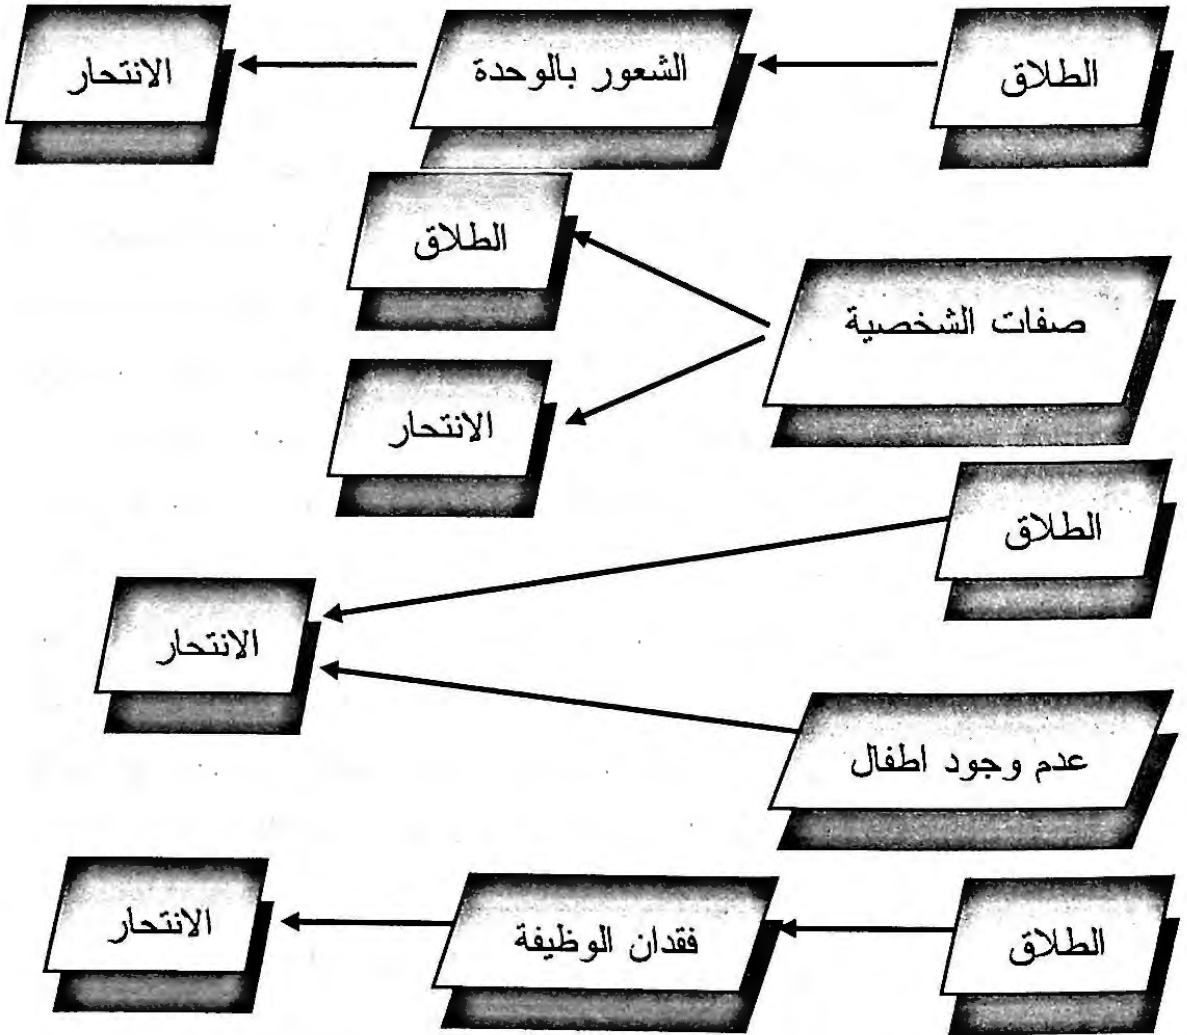 الطلاق
الشعور بالوحدة
الانتحار
الطلاق
صفات الشخصية
الانتحار
الطلاق
الانتحار
عدم وجود اطفال
الطلاق
فقدان الوظيفة
الانتحار